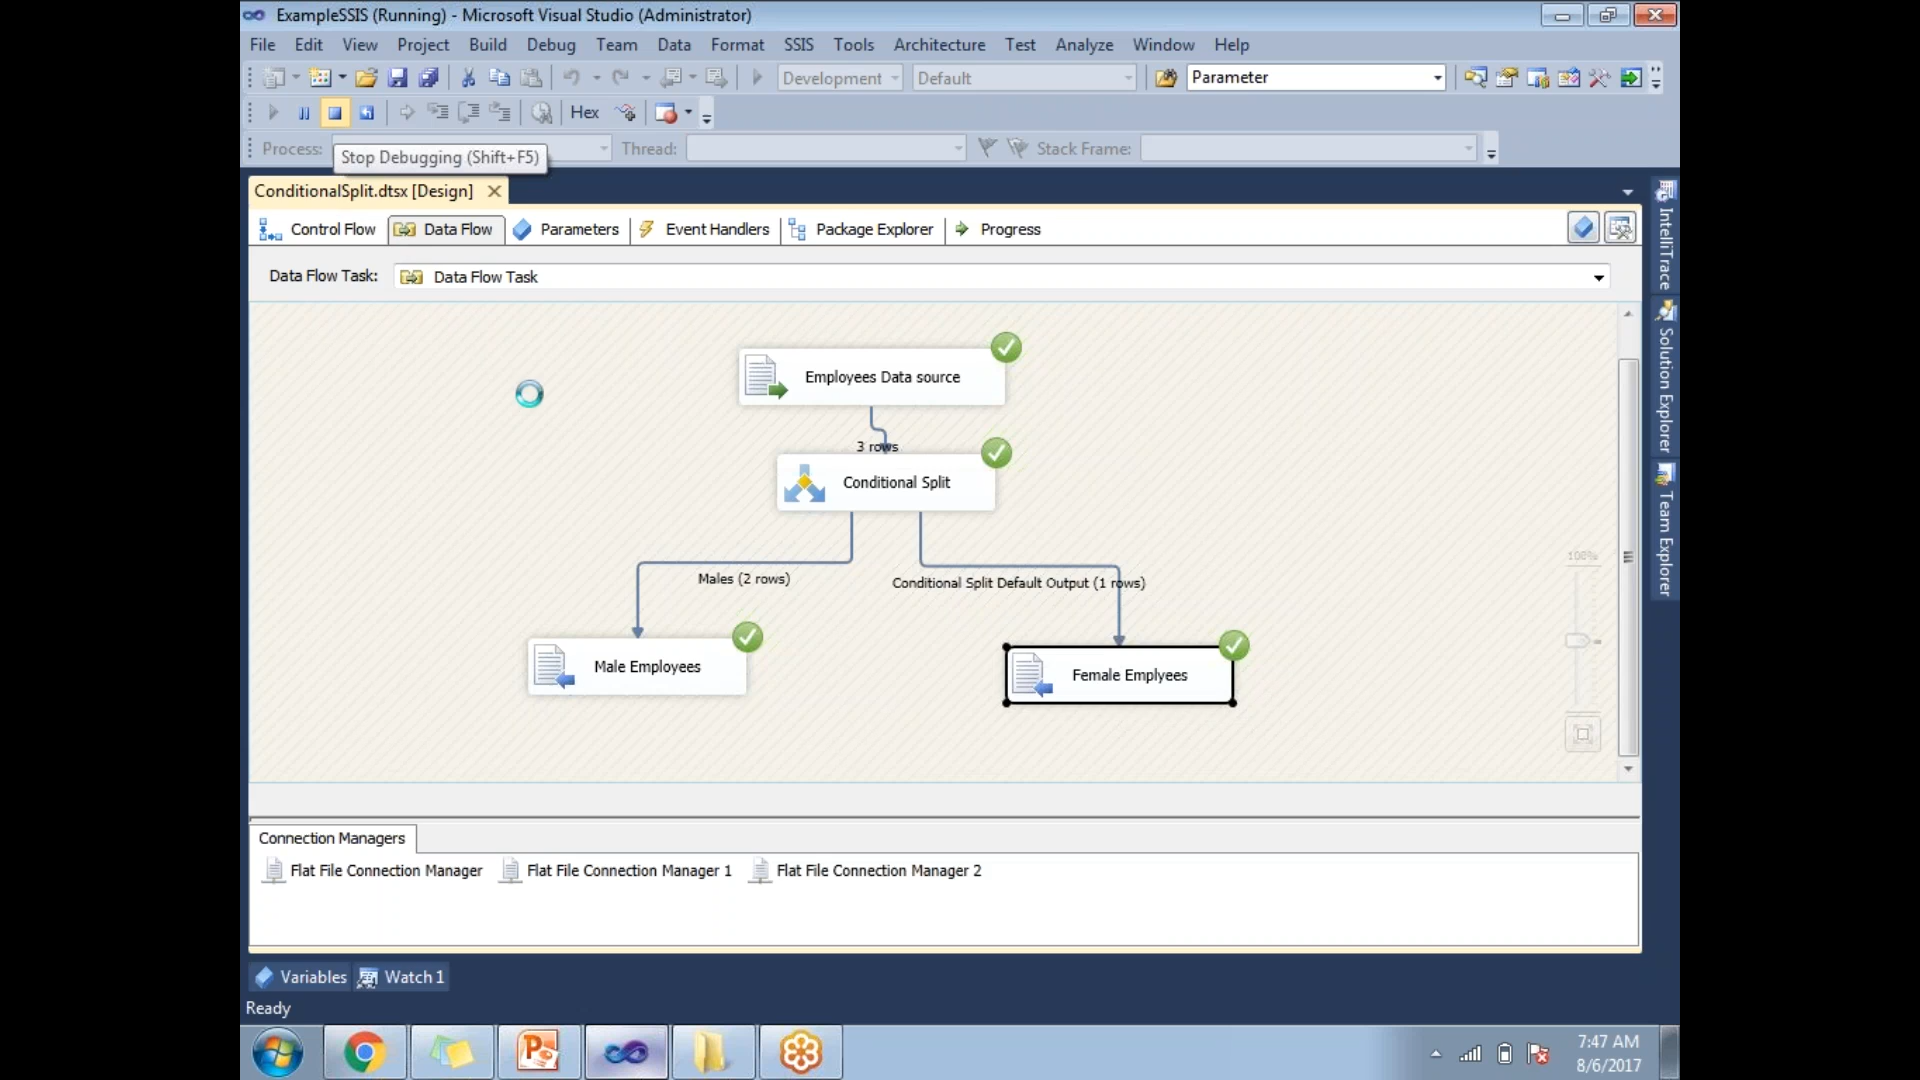 ExampleSSIS (Running) - Microsoft Visual Studio (Administrator)
File Edit View Project Build Debug Team Data Format SSIS Tools Architecture Test Analyze Window Help
Development Default Parameter
Hex
Process: Thread: Stack Frame:
Stop Debugging (Shift+F5)
ConditionalSplit.dtsx [Design]
Control Flow Data Flow Parameters Event Handlers Package Explorer Progress
Data Flow Task: Data Flow Task
Employees Data source
3 rows
Conditional Split
Males (2 rows)
Conditional Split Default Output (1 rows)
Male Employees
Female Emplyees
100%
IntelliTrace
Solution Explorer
Team Explorer
Connection Managers
Flat File Connection Manager Flat File Connection Manager 1 Flat File Connection Manager 2
Variables Watch 1
Ready
7:47 AM
8/6/2017